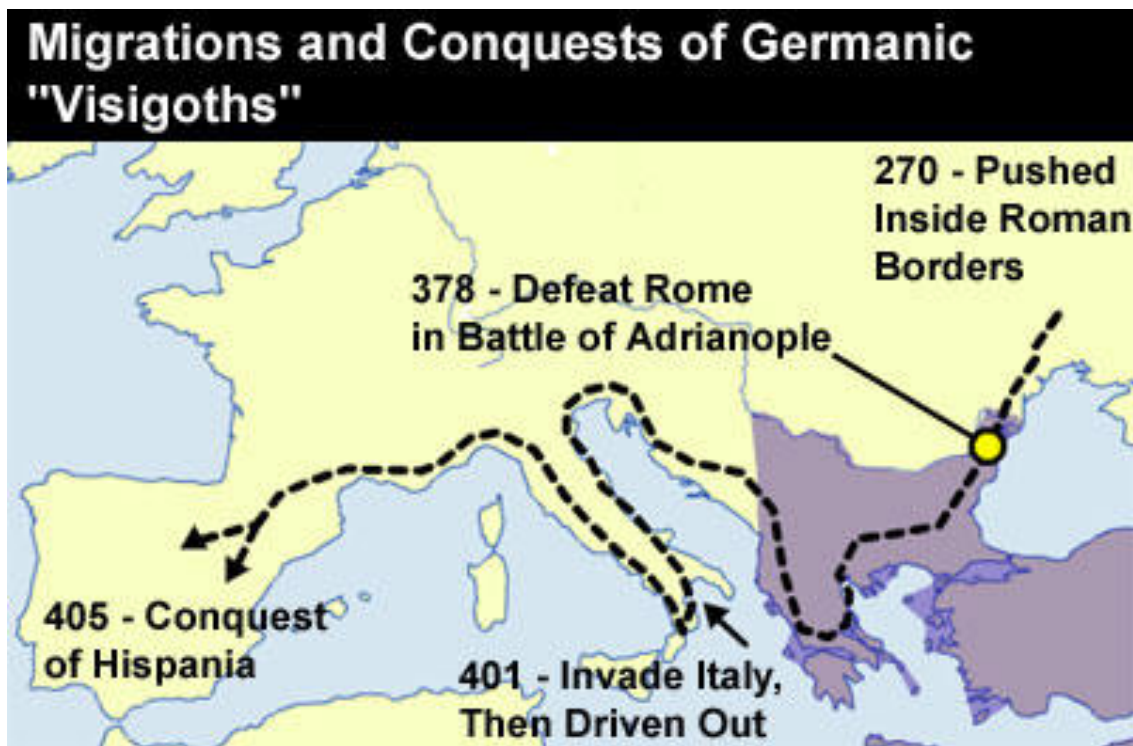 Migrations and Conquests of Germanic
"Visigoths"
270 - Pushed
Inside Roman
Borders
378 - Defeat Rome
in Battle of Adrianople
405 - Conquest
of Hispania
401 - Invade Italy,
Then Driven Out